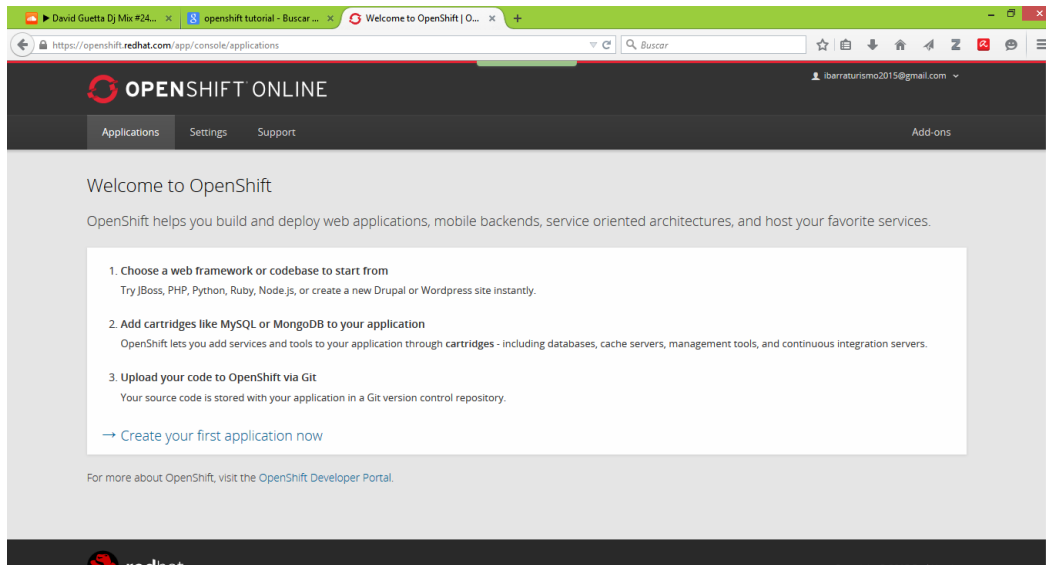 ▶ David Guetta Dj Mix #24...
openshift tutorial - Buscar ...
Welcome to OpenShift | O...
https://openshift.redhat.com/app/console/applications
Buscar
OPENSHIFT ONLINE
ibarraturismo2015@gmail.com
Applications Settings Support Add-ons
Welcome to OpenShift
OpenShift helps you build and deploy web applications, mobile backends, service oriented architectures, and host your favorite services.
1. Choose a web framework or codebase to start from
Try JBoss, PHP, Python, Ruby, Node.js, or create a new Drupal or Wordpress site instantly.
2. Add cartridges like MySQL or MongoDB to your application
OpenShift lets you add services and tools to your application through cartridges - including databases, cache servers, management tools, and continuous integration servers.
3. Upload your code to OpenShift via Git
Your source code is stored with your application in a Git version control repository.
→ Create your first application now
For more about OpenShift, visit the OpenShift Developer Portal.
redhat